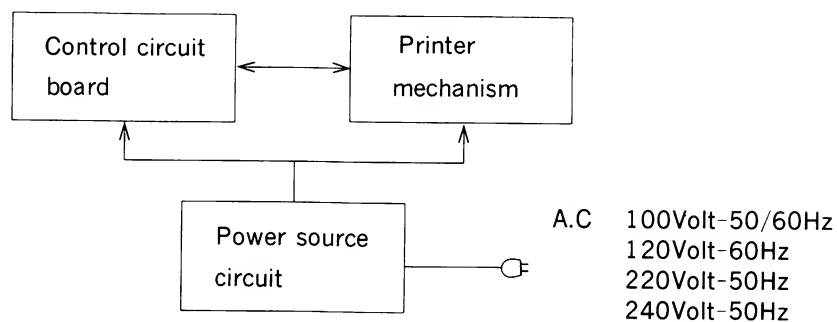 Control circuit
board
Printer
mechanism
Power source
circuit
A.C 100Volt-50/60Hz
120Volt-60Hz
220Volt-50Hz
240Volt-50Hz